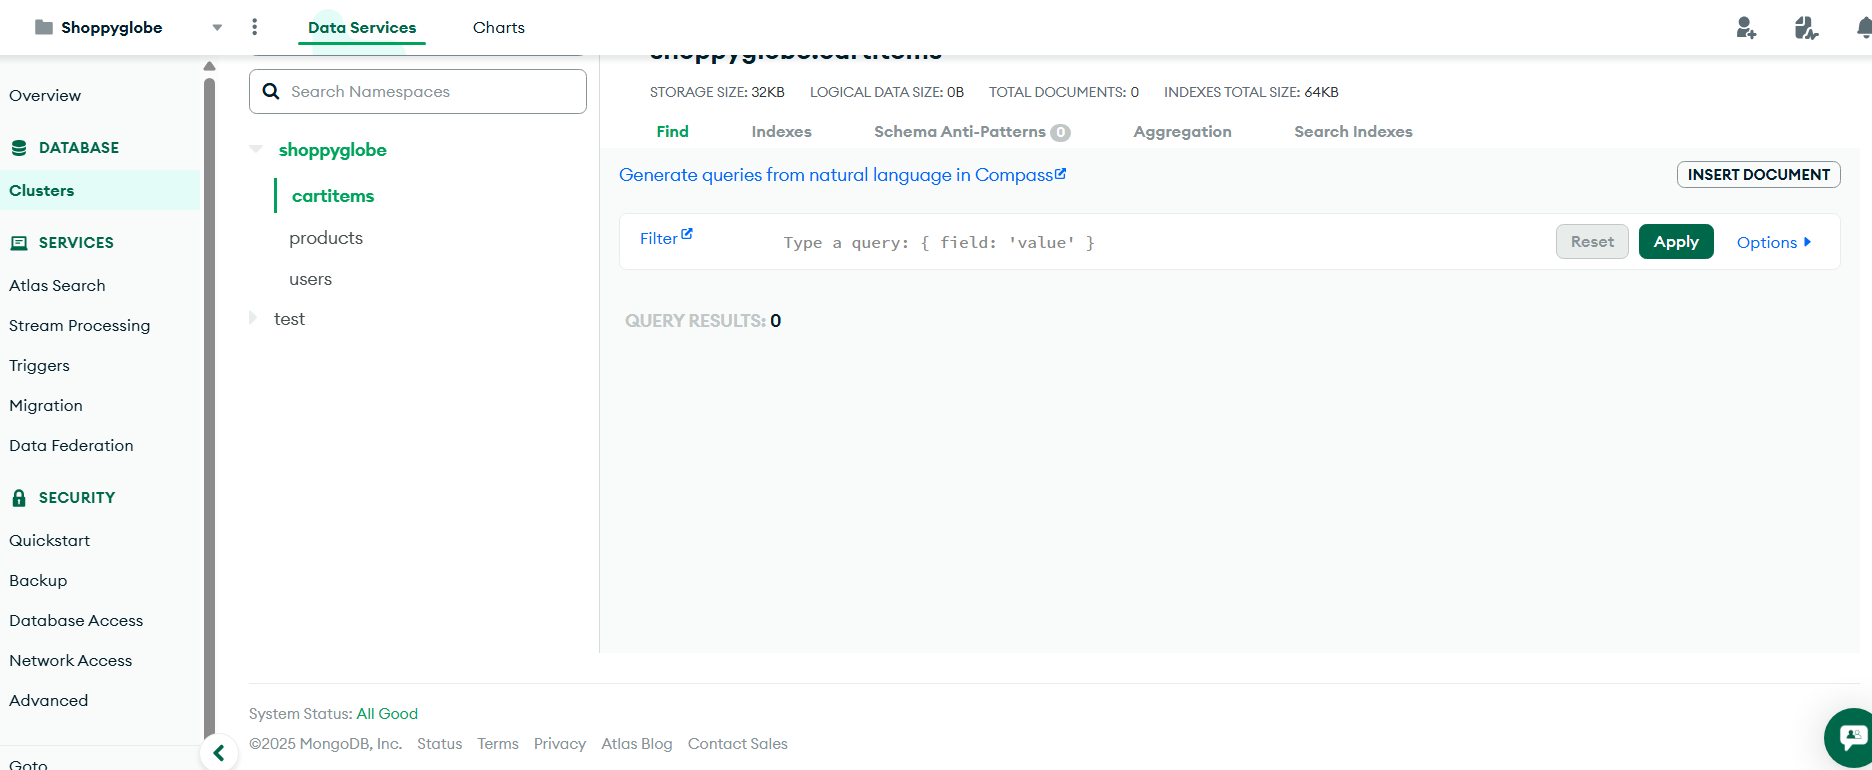 Shoppyglobe
Data Services
Charts
Overview
DATABASE
Clusters
SERVICES
Atlas Search
Stream Processing
Triggers
Migration
Data Federation
SECURITY
Quickstart
Backup
Database Access
Network Access
Advanced
Goto
Search Namespaces
shoppyglobe
cartitems
products
users
test
shoppyglobe.cartitems
STORAGE SIZE: 32KB LOGICAL DATA SIZE: 0B TOTAL DOCUMENTS: 0 INDEXES TOTAL SIZE: 64KB
Find Indexes Schema Anti-Patterns 0 Aggregation Search Indexes
Generate queries from natural language in Compass
INSERT DOCUMENT
Filter Type a query: { field: 'value' } Reset Apply Options
QUERY RESULTS: 0
System Status: All Good
©2025 MongoDB, Inc. Status Terms Privacy Atlas Blog Contact Sales